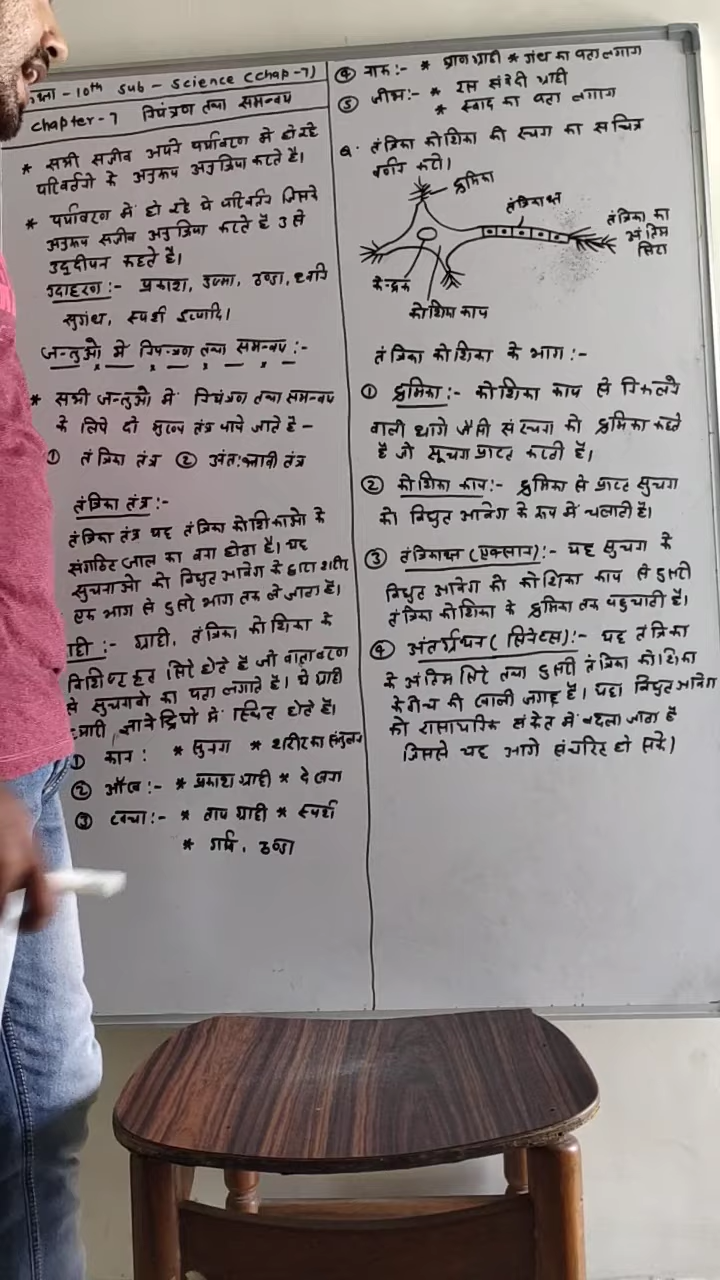 10th Sub - Science (Chap-7)
Chapter-7 नियंत्रण तथा समन्वय
* सभी सजीव अपने पर्यावरण में हो रहे
परिवर्तनो के अनुरूप अनुक्रिया करते है।
* पर्यावरण में हो रहे ये परिवर्तन जिसके
अनुरूप सजीव अनुक्रिया करते है उसे
उद्दीपन कहते है।
उदाहरण :- प्रकाश, उष्मा, ठण्डा, ध्वनि
सुगंध, स्पर्श इत्यादि।
जन्तुओ में नियन्त्रण तथा समन्वय :-
* सभी जन्तुओ में नियंत्रण तथा समन्वय
के लिये दो मुख्य तंत्र पाये जाते है -
① तंत्रिका तंत्र ② अंत:स्त्रावी तंत्र
तंत्रिका तंत्र :-
तंत्रिका तंत्र यह तंत्रिका कोशिकाओ के
संगठित जाल का बना होता है। यह
सुचनाओ को विद्युत आवेग के द्वारा शरीर
एक भाग से दुसरे भाग तक ले जाता है।
ग्राही :- ग्राही, तंत्रिका कोशिका के
विशिष्टकृत सिरे होते है जो वातावरण
से सुचनाओ का पता लगाते है। ये ग्राही
हमारी ज्ञानेन्द्रियो में स्थित होते है।
① कान : * सुनना * शरीर का संतुलन
② आँख :- * प्रकाश ग्राही * देखना
③ त्वचा :- * ताप ग्राही * स्पर्श
* गर्म, ठण्डा
④ नाक :- * घ्राण ग्राही * गंध का पता लगाना
⑤ जीभ :- * रस संवेदी ग्राही
* स्वाद का पता लगाना
Q. तंत्रिका कोशिका की रचना का सचित्र
वर्णन करो।
द्रुमिका
तंत्रिकाक्ष
तंत्रिका का
अंतिम
सिरा
केन्द्रक
कोशिका काय
तंत्रिका कोशिका के भाग :-
① द्रुमिका :- कोशिका काय से निकलने
वाली धागे जैसी संरचना को द्रुमिका कहते
है जो सूचना प्राप्त करती है।
② कोशिका काय :- द्रुमिका से प्राप्त सुचना
को विद्युत आवेग के रूप में चलाती है।
③ तंत्रिकाक्ष (एक्सान) :- यह सुचना के
विद्युत आवेग को कोशिका काय से दुसरी
तंत्रिका कोशिका के द्रुमिका तक पहुचाती है।
④ अंतर्ग्रथन (सिनेप्स) :- यह तंत्रिका
के अंतिम सिरे तथा दुसरी तंत्रिका कोशिका
के बीच की खाली जगह है। यहा विद्युत आवेग
को रासायनिक संकेत में बदला जाता है
जिससे यह आगे संचरित हो सके।